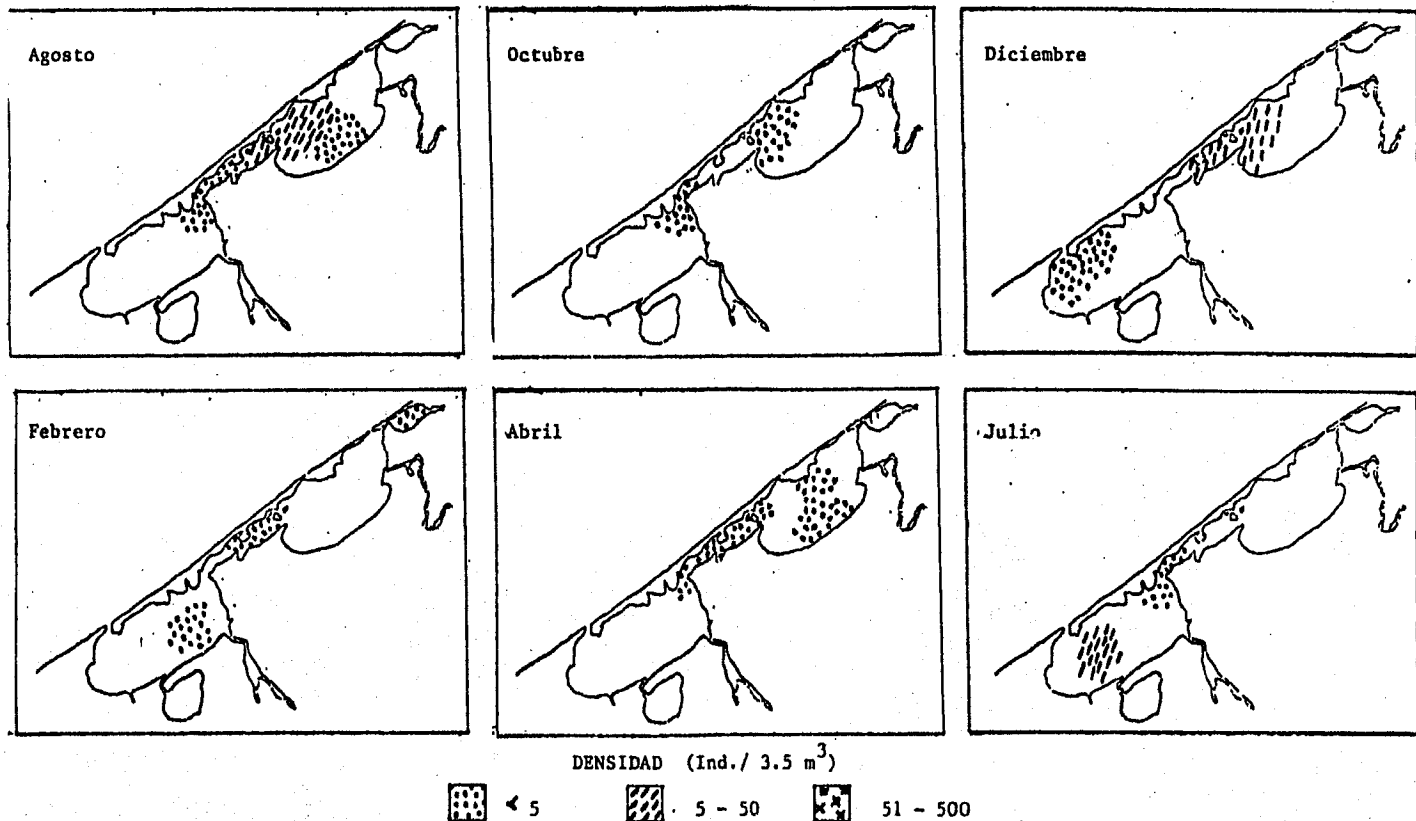 Agosto
Octubre
Diciembre
Febrero
Abril
Julio
DENSIDAD (Ind./ 3.5 m³)
< 5
5 - 50
51 - 500